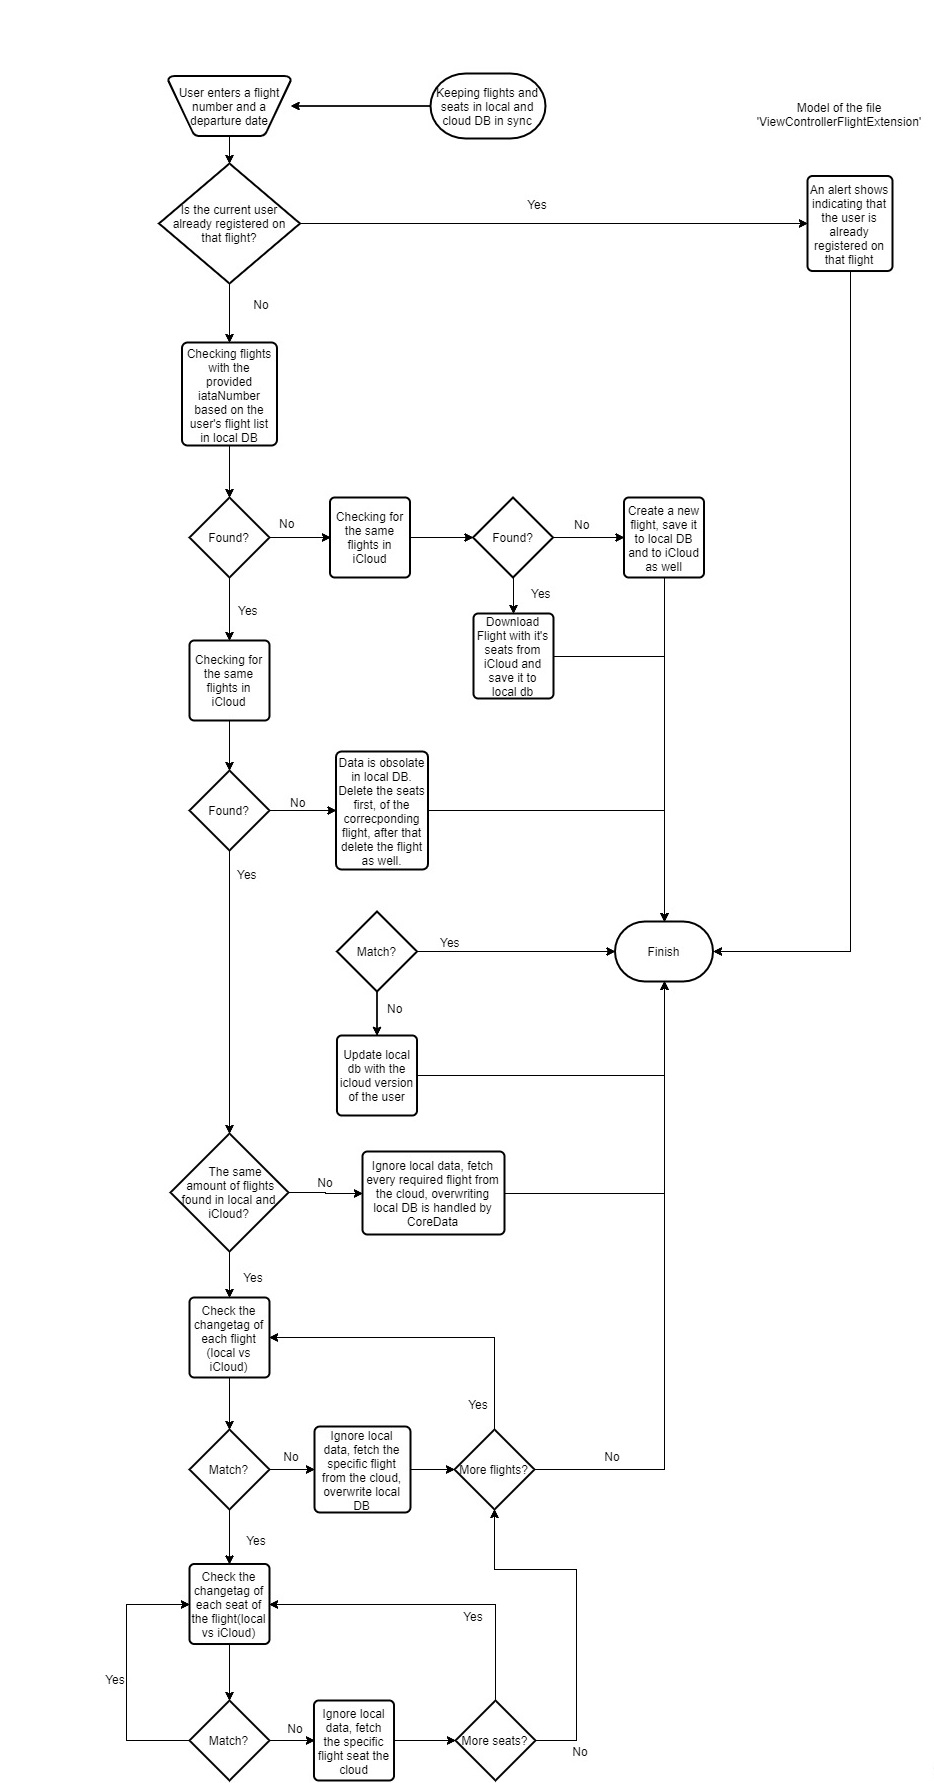 User enters a flight
number and a
departure date
Keeping flights and
seats in local and
cloud DB in sync
Model of the file
'ViewControllerFlightExtension'
Is the current user
already registered on
that flight?
Yes
An alert shows
indicating that
the user is
already
registered on
that flight
No
Checking flights
with the
provided
iataNumber
based on the
user's flight list
in local DB
Found?
No
Checking for
the same
flights in
iCloud
Found?
No
Create a new
flight, save it
to local DB
and to iCloud
as well
Yes
Yes
Download
Flight with it's
seats from
iCloud and
save it to
local db
Checking for
the same
flights in
iCloud
Found?
No
Data is obsolate
in local DB.
Delete the seats
first, of the
correcponding
flight, after that
delete the flight
as well.
Yes
Match?
Yes
Finish
No
Update local
db with the
icloud version
of the user
The same
amount of flights
found in local and
iCloud?
No
Ignore local data, fetch
every required flight from
the cloud, overwriting
local DB is handled by
CoreData
Yes
Check the
changetag of
each flight
(local vs
iCloud)
Yes
Match?
No
Ignore local
data, fetch the
specific flight
from the cloud,
overwrite local
DB
More flights?
No
Yes
Check the
changetag of
each seat of
the flight(local
vs iCloud)
Yes
Yes
Match?
No
Ignore local
data, fetch
the specific
flight seat the
cloud
More seats?
No